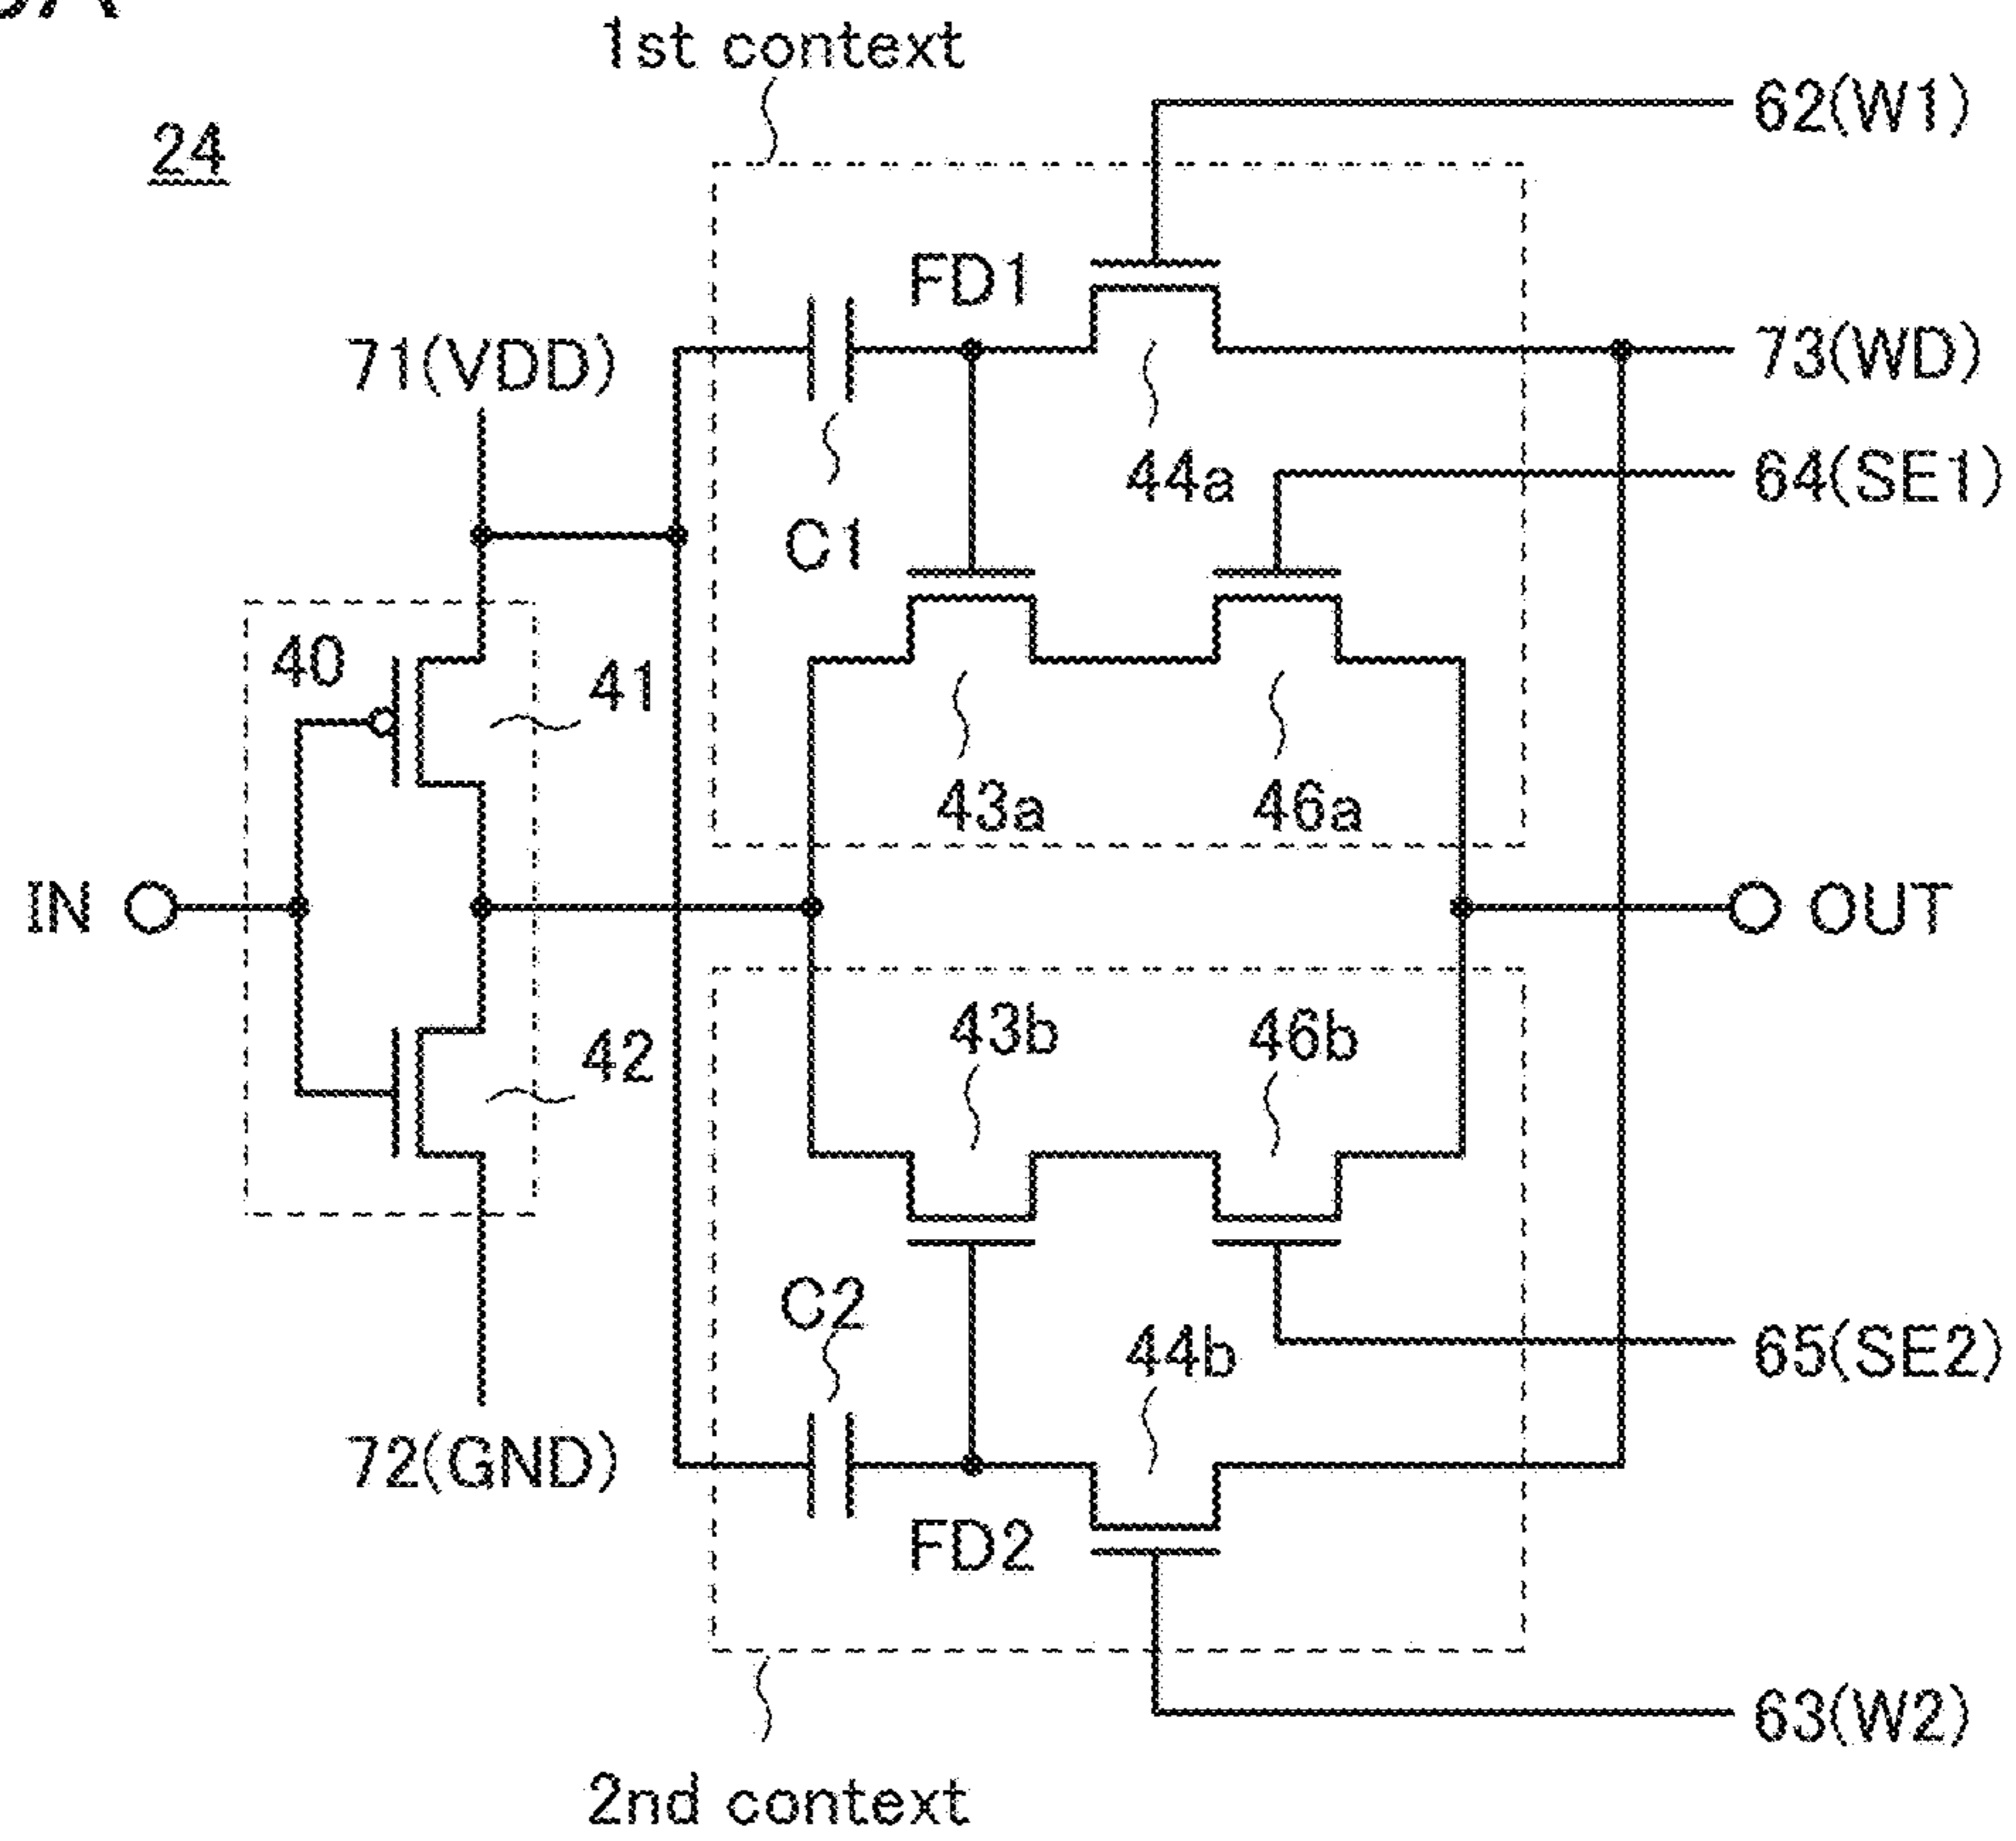 1st context
62(W1)
24
FD1
71(VDD)
73(WD)
44a
64(SE1)
C1
40
41
43a
46a
IN
OUT
43b
46b
42
C2
44b
65(SE2)
72(GND)
FD2
63(W2)
2nd context